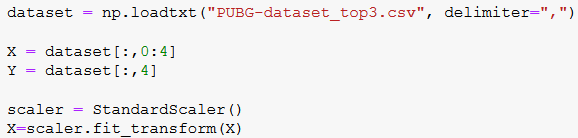 dataset = np.loadtxt("PUBG-dataset_top3.csv", delimiter=",")
X = dataset[:,0:4]
Y = dataset[:,4]
scaler = StandardScaler()
X=scaler.fit_transform(X)